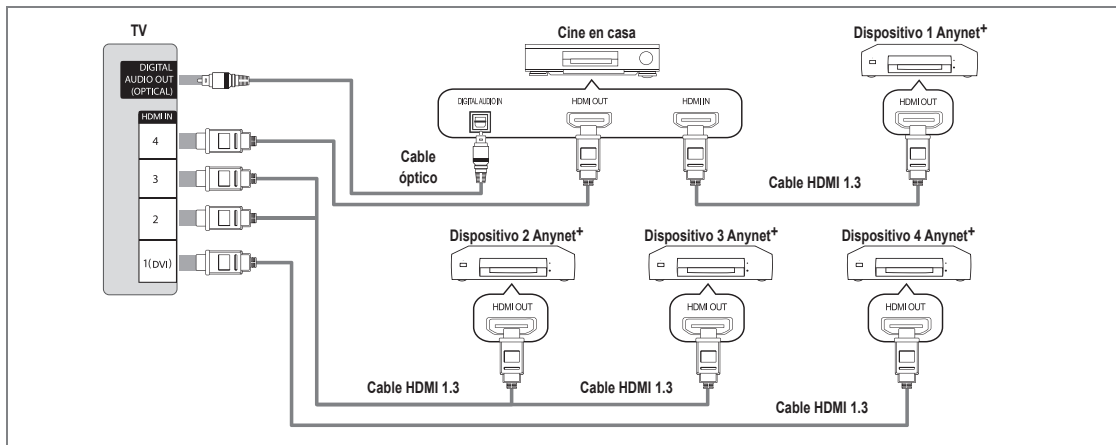 TV
DIGITAL
AUDIO OUT
(OPTICAL)
HDMI IN
4
3
2
1(DVI)
Cine en casa
DIGITAL AUDIO IN
HDMI OUT
HDMI IN
Cable
óptico
Dispositivo 1 Anynet+
HDMI OUT
Cable HDMI 1.3
Dispositivo 2 Anynet+
HDMI OUT
Dispositivo 3 Anynet+
HDMI OUT
Dispositivo 4 Anynet+
HDMI OUT
Cable HDMI 1.3
Cable HDMI 1.3
Cable HDMI 1.3